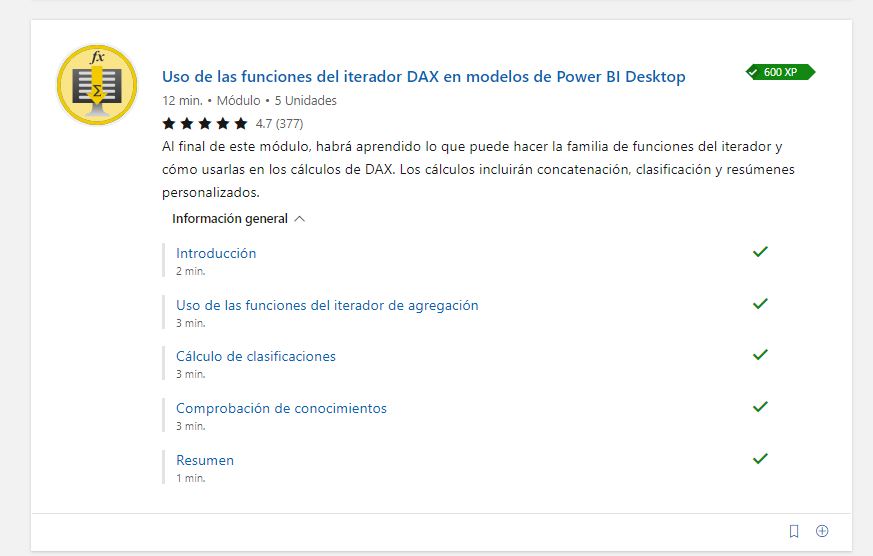 fx
Σ
Uso de las funciones del iterador DAX en modelos de Power BI Desktop
600 XP
12 min. • Módulo • 5 Unidades
4.7 (377)
Al final de este módulo, habrá aprendido lo que puede hacer la familia de funciones del iterador y
cómo usarlas en los cálculos de DAX. Los cálculos incluirán concatenación, clasificación y resúmenes
personalizados.
Información general
Introducción
2 min.
Uso de las funciones del iterador de agregación
3 min.
Cálculo de clasificaciones
3 min.
Comprobación de conocimientos
3 min.
Resumen
1 min.